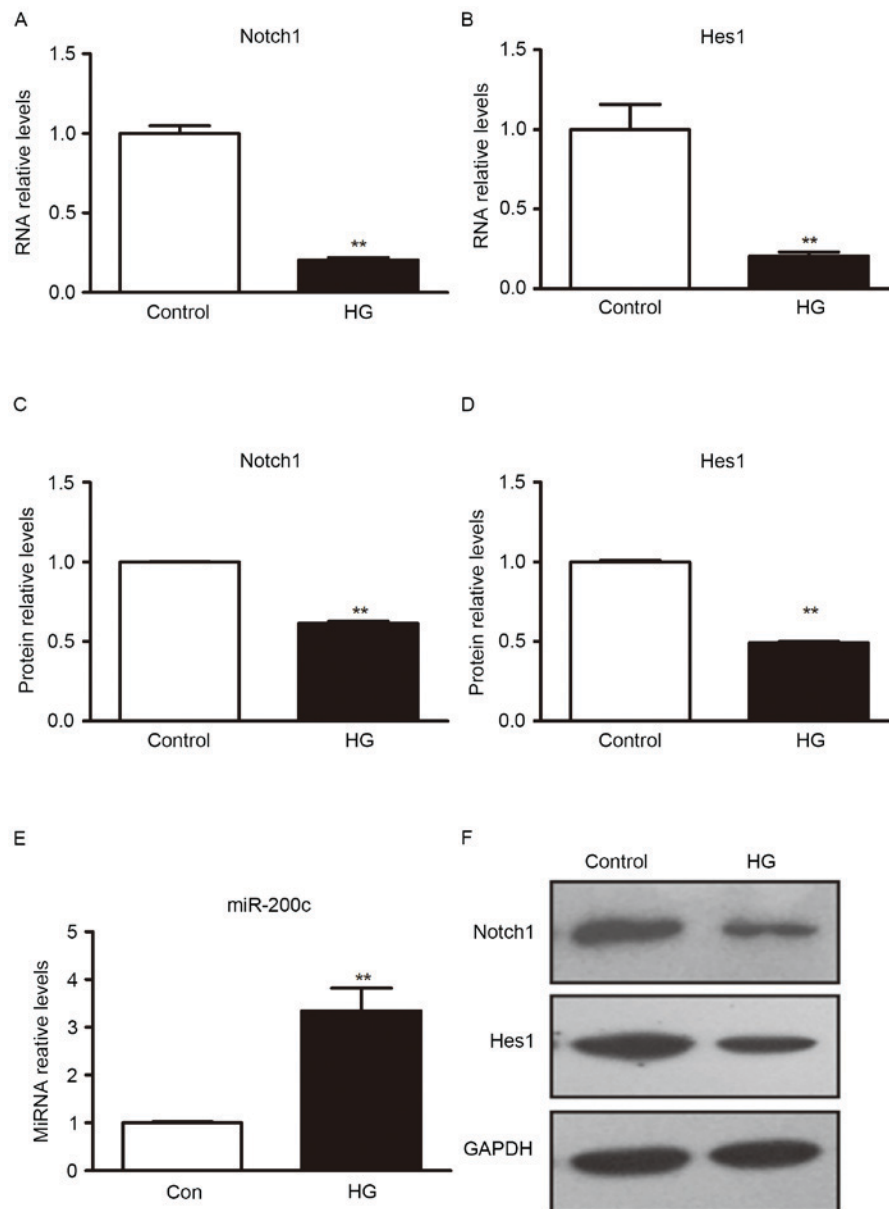 A
Notch1
RNA relative levels
1.5
1.0
0.5
0.0
**
Control HG
B
Hes1
RNA relative levels
1.5
1.0
0.5
0.0
**
Control HG
C
Notch1
Protein relative levels
1.5
1.0
0.5
0.0
**
Control HG
D
Hes1
Protein relative levels
1.5
1.0
0.5
0.0
**
Control HG
E
miR-200c
MiRNA reative levels
5
4
3
2
1
0
**
Con HG
F
Control HG
Notch1
Hes1
GAPDH